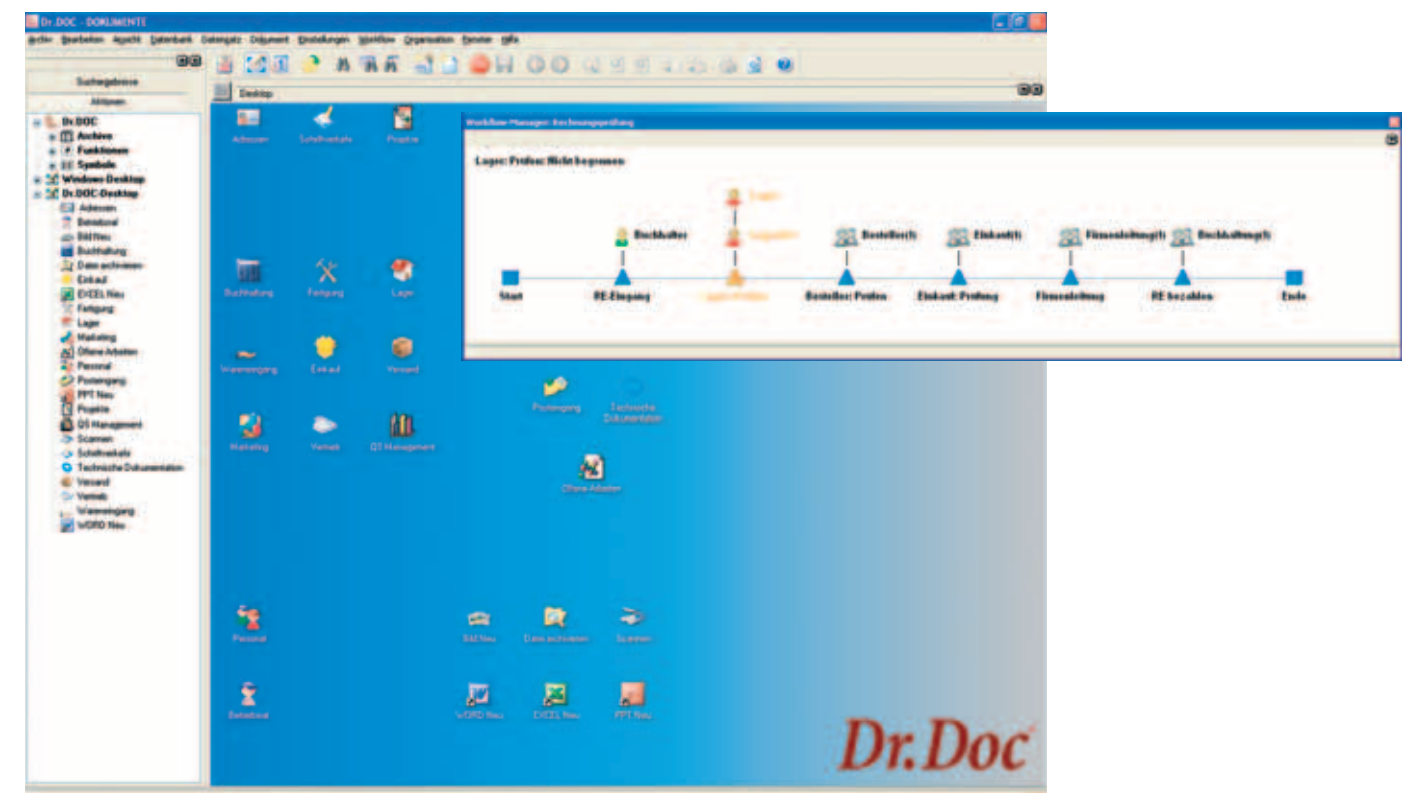 Dr.DOC - DOKUMENTE
Archiv Bearbeiten Ansicht Datenbank Datensatz Dokument Einstellungen Workflow Organisation Fenster Hilfe
Suchergebnisse
Aktionen
Desktop
Dr.DOC
Archive
Funktionen
Symbole
Windows-Desktop
Dr.DOC-Desktop
Adressen
Betriebsrat
Bild Neu
Buchhaltung
Datei archivieren
Einkauf
EXCEL Neu
Fertigung
Lager
Marketing
Offene Arbeiten
Personal
Posteingang
PPT Neu
Projekte
QS Management
Scannen
Schriftverkehr
Technische Dokumentation
Versand
Vertrieb
Wareneingang
WORD Neu
Adressen Schriftverkehr Projekte
Buchhaltung Fertigung Lager
Wareneingang Einkauf Versand
Marketing Vertrieb QS Management
Posteingang Technische
Dokumentation
Offene Arbeiten
Personal Bild Neu Datei archivieren Scannen
Betriebsrat WORD Neu EXCEL Neu PPT Neu
Dr.Doc
Workflow-Manager: Rechnungsprüfung
Lager: Prüfen: Nicht begonnen
Buchhalter Besteller(f) Einkauf(f) Firmenleitung(f) Buchhaltung(f)
Start RE-Eingang Besteller: Prüfen Einkauf: Prüfung Firmenleitung RE bezahlen Ende